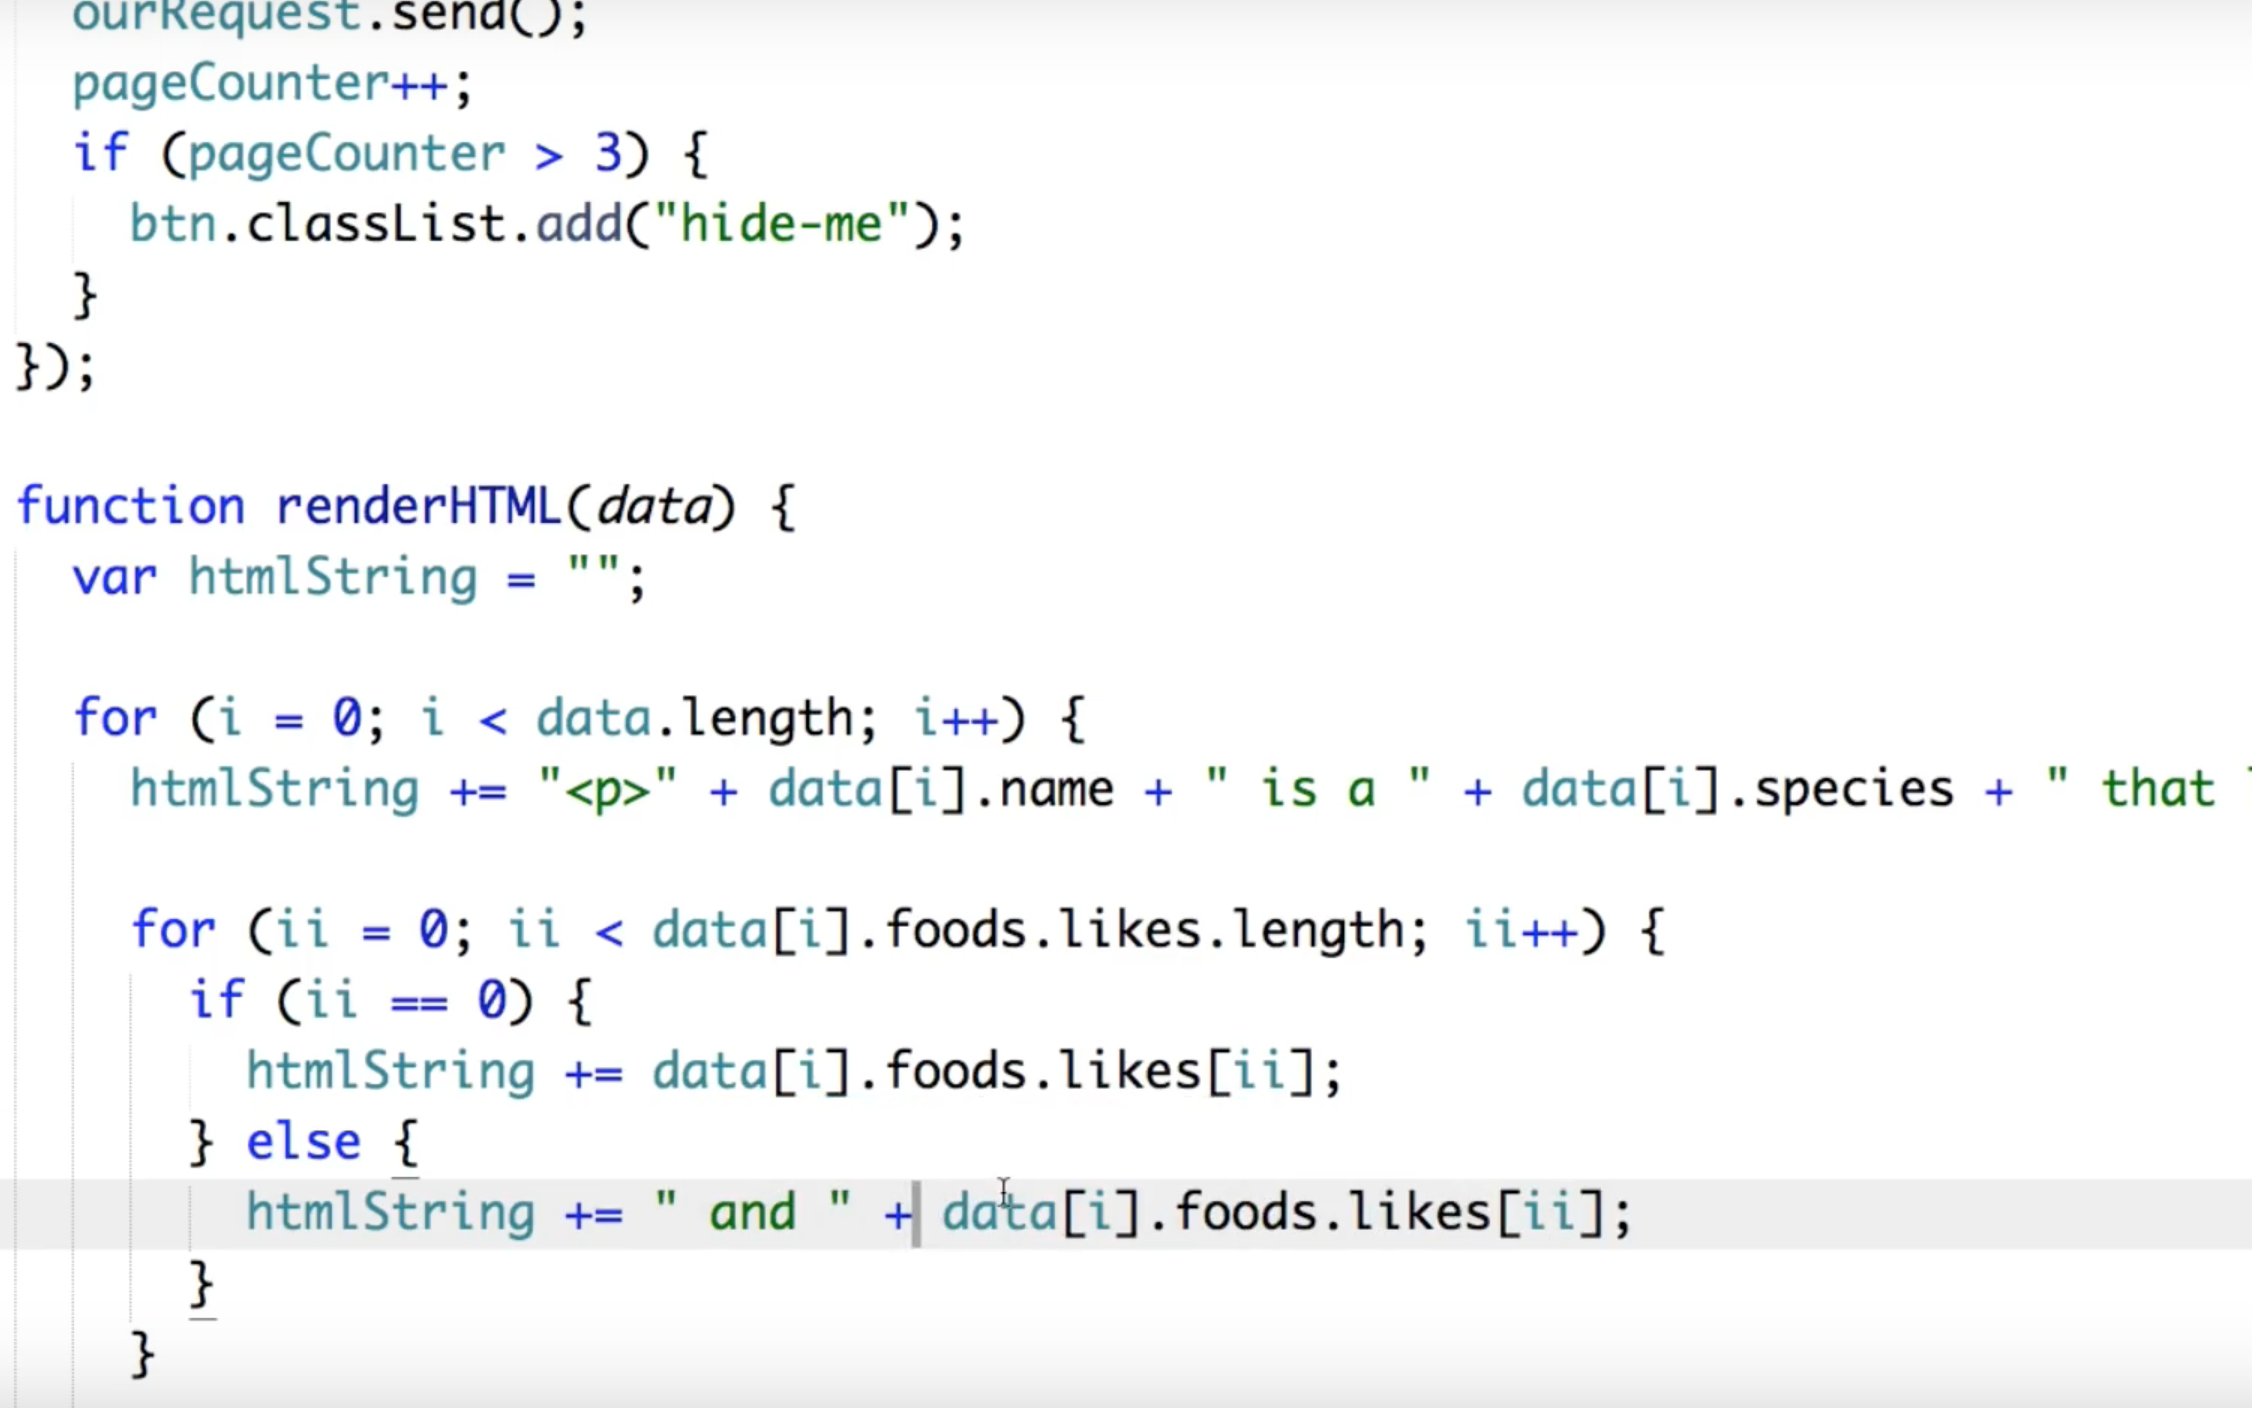 ourRequest.send();
pageCounter++;
if (pageCounter > 3) {
btn.classList.add("hide-me");
}
});
function renderHTML(data) {
var htmlString = "";
for (i = 0; i < data.length; i++) {
htmlString += "<p>" + data[i].name + " is a " + data[i].species + " that
for (ii = 0; ii < data[i].foods.likes.length; ii++) {
if (ii == 0) {
htmlString += data[i].foods.likes[ii];
} else {
htmlString += " and " + data[i].foods.likes[ii];
}
}